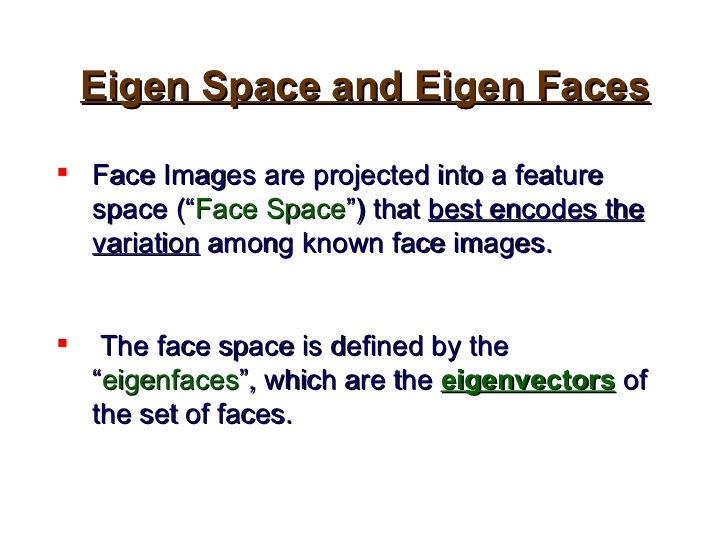 Eigen Space and Eigen Faces
Face Images are projected into a feature
space (“Face Space”) that best encodes the
variation among known face images.
The face space is defined by the
“eigenfaces”, which are the eigenvectors of
the set of faces.